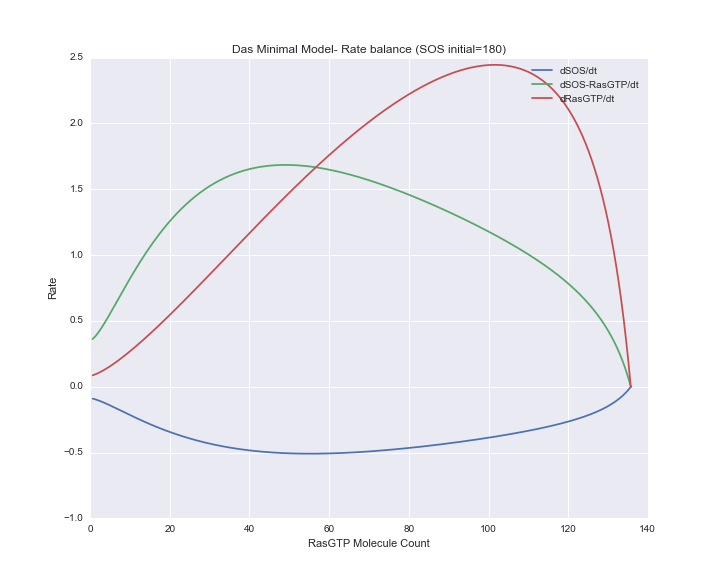 Das Minimal Model- Rate balance (SOS initial=180)
2.5
2.0
1.5
1.0
0.5
0.0
−0.5
−1.0
Rate
dSOS/dt
dSOS-RasGTP/dt
dRasGTP/dt
0 20 40 60 80 100 120 140
RasGTP Molecule Count